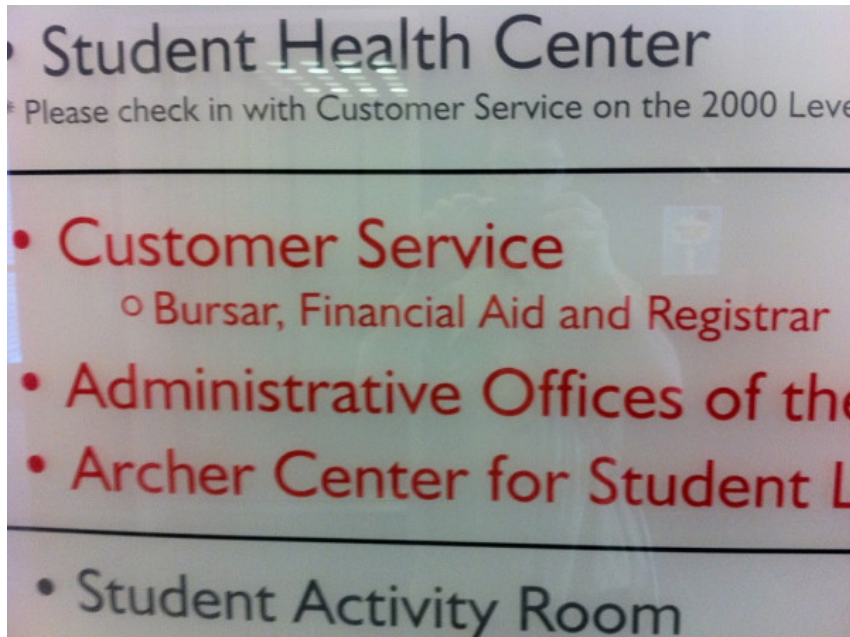 • Student Health Center
* Please check in with Customer Service on the 2000 Leve
• Customer Service
o Bursar, Financial Aid and Registrar
• Administrative Offices of the
• Archer Center for Student L
• Student Activity Room